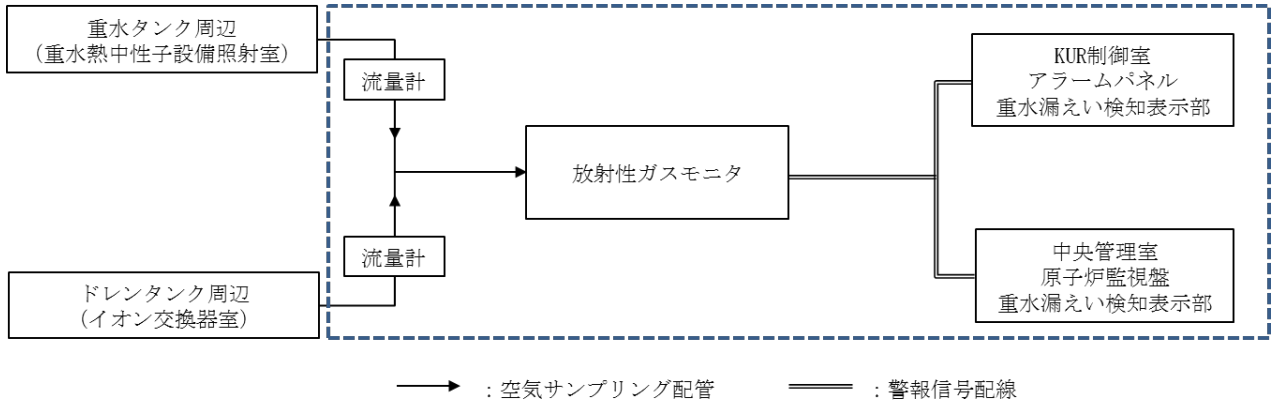 重水タンク周辺
(重水熱中性子設備照射室)
流量計
放射性ガスモニタ
流量計
ドレンタンク周辺
(イオン交換器室)
KUR制御室
アラームパネル
重水漏えい検知表示部
中央管理室
原子炉監視盤
重水漏えい検知表示部
：空気サンプリング配管
：警報信号配線